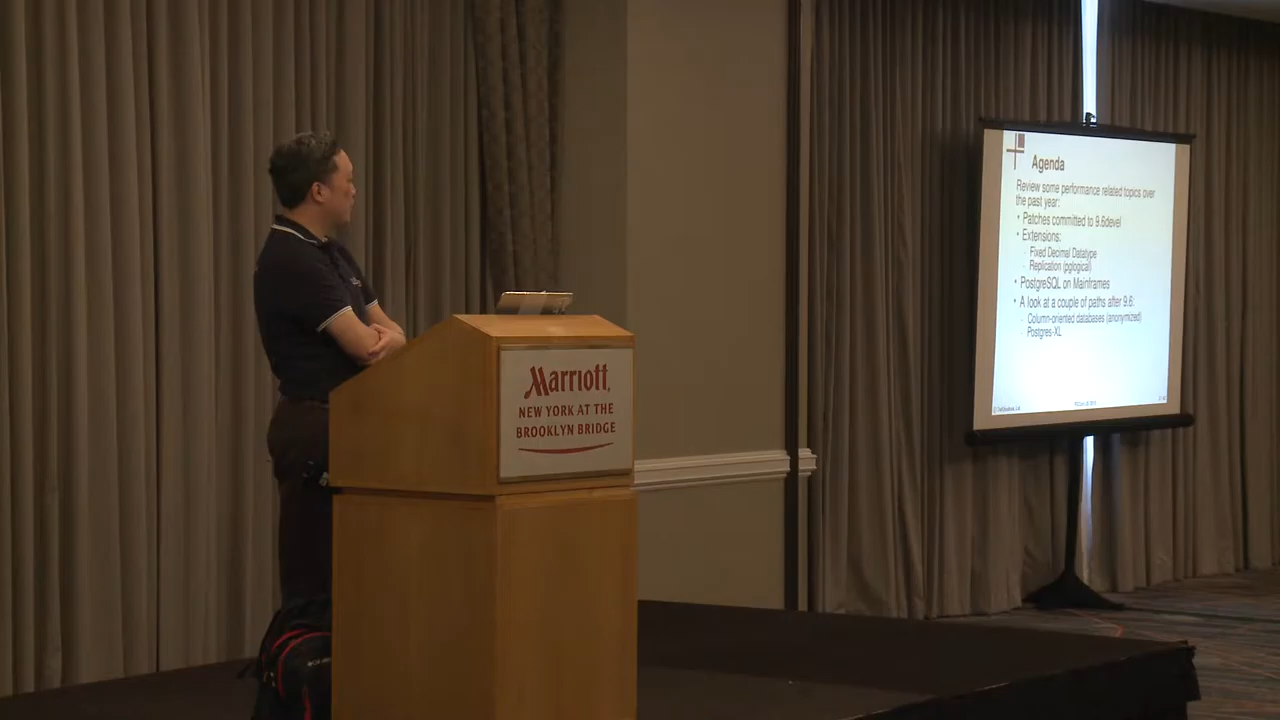 Marriott
NEW YORK AT THE
BROOKLYN BRIDGE
Agenda
Review some performance related topics over
the past year:
• Patches committed to 9.6devel
• Extensions:
- Fixed Decimal Datatype
- Replication (pglogical)
• PostgreSQL on Mainframes
• A look at a couple of paths after 9.6:
- Column-oriented databases (anonymized)
- Postgres-XL